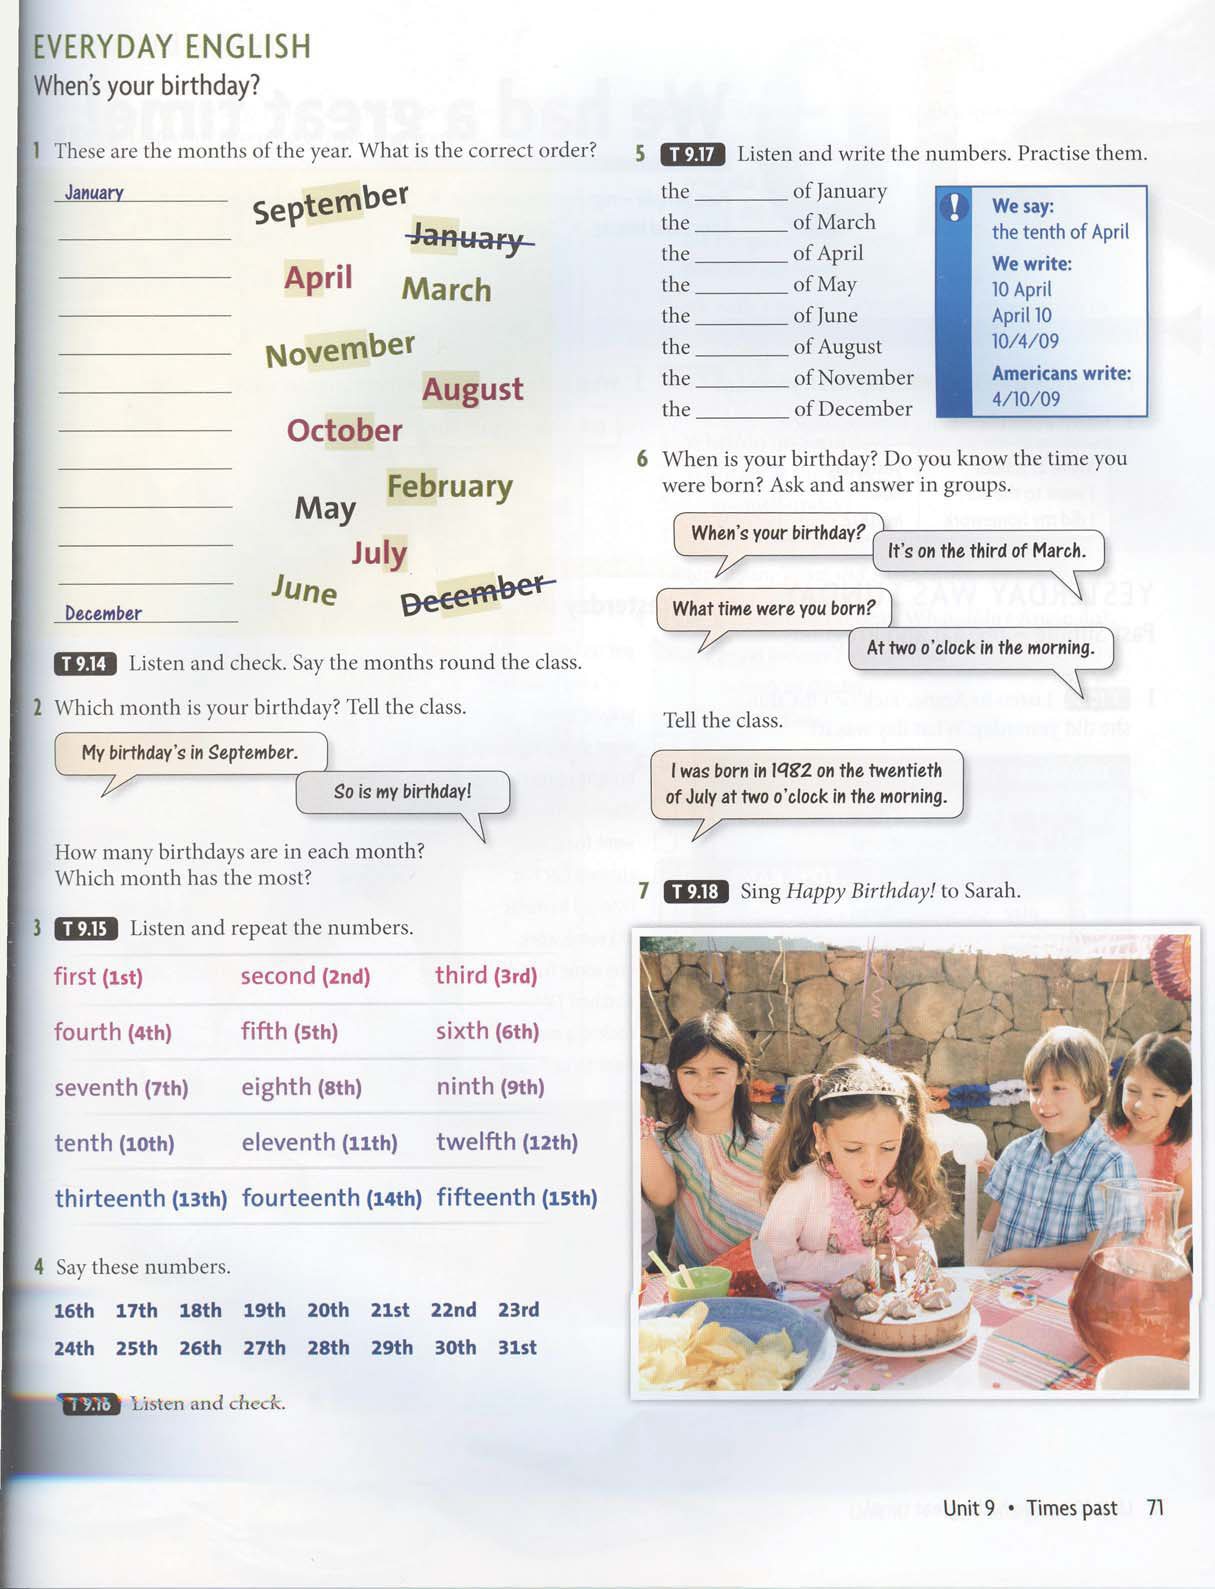 EVERYDAY ENGLISH
When's your birthday?
1 These are the months of the year. What is the correct order?
January
September
January
April
March
November
August
October
February
May
July
June
December
December
T 9.14 Listen and check. Say the months round the class.
2 Which month is your birthday? Tell the class.
My birthday's in September.
So is my birthday!
How many birthdays are in each month?
Which month has the most?
3 T 9.15 Listen and repeat the numbers.
first (1st) second (2nd) third (3rd)
fourth (4th) fifth (5th) sixth (6th)
seventh (7th) eighth (8th) ninth (9th)
tenth (10th) eleventh (11th) twelfth (12th)
thirteenth (13th) fourteenth (14th) fifteenth (15th)
4 Say these numbers.
16th 17th 18th 19th 20th 21st 22nd 23rd
24th 25th 26th 27th 28th 29th 30th 31st
T 9.16 Listen and check.
5 T 9.17 Listen and write the numbers. Practise them.
the ________ of January
the ________ of March
the ________ of April
the ________ of May
the ________ of June
the ________ of August
the ________ of November
the ________ of December
!
We say:
the tenth of April
We write:
10 April
April 10
10/4/09
Americans write:
4/10/09
6 When is your birthday? Do you know the time you
were born? Ask and answer in groups.
When's your birthday?
It's on the third of March.
What time were you born?
At two o'clock in the morning.
Tell the class.
I was born in 1982 on the twentieth
of July at two o'clock in the morning.
7 T 9.18 Sing Happy Birthday! to Sarah.
Unit 9 • Times past 71